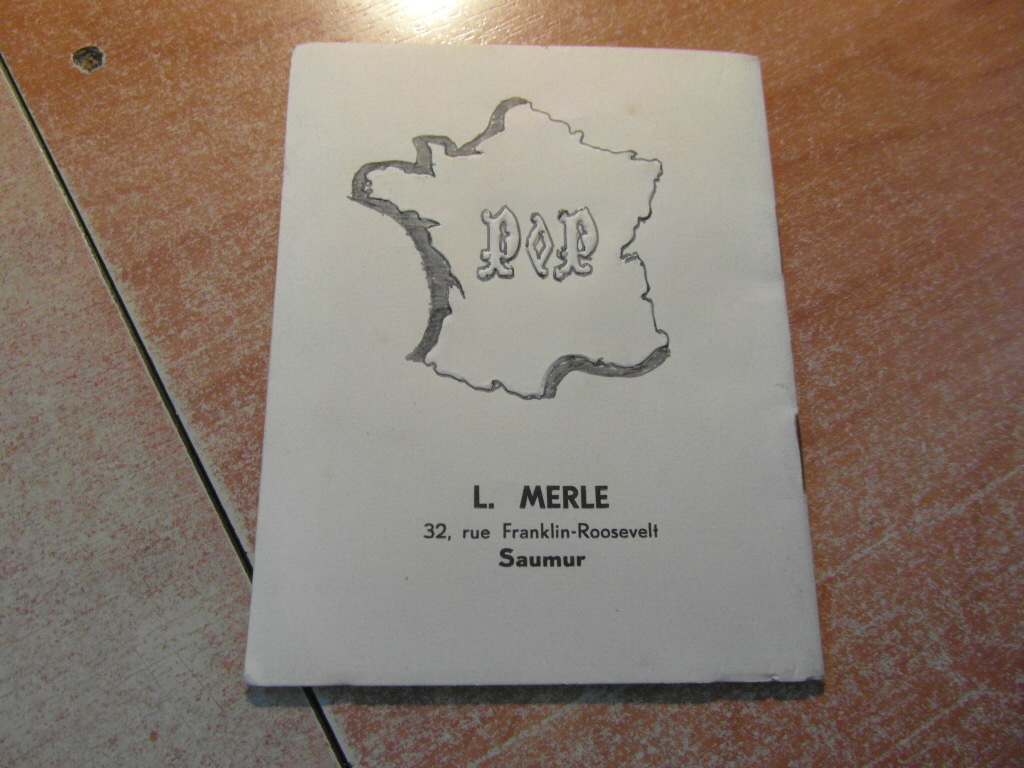 POP
L. MERLE
32, rue Franklin-Roosevelt
Saumur